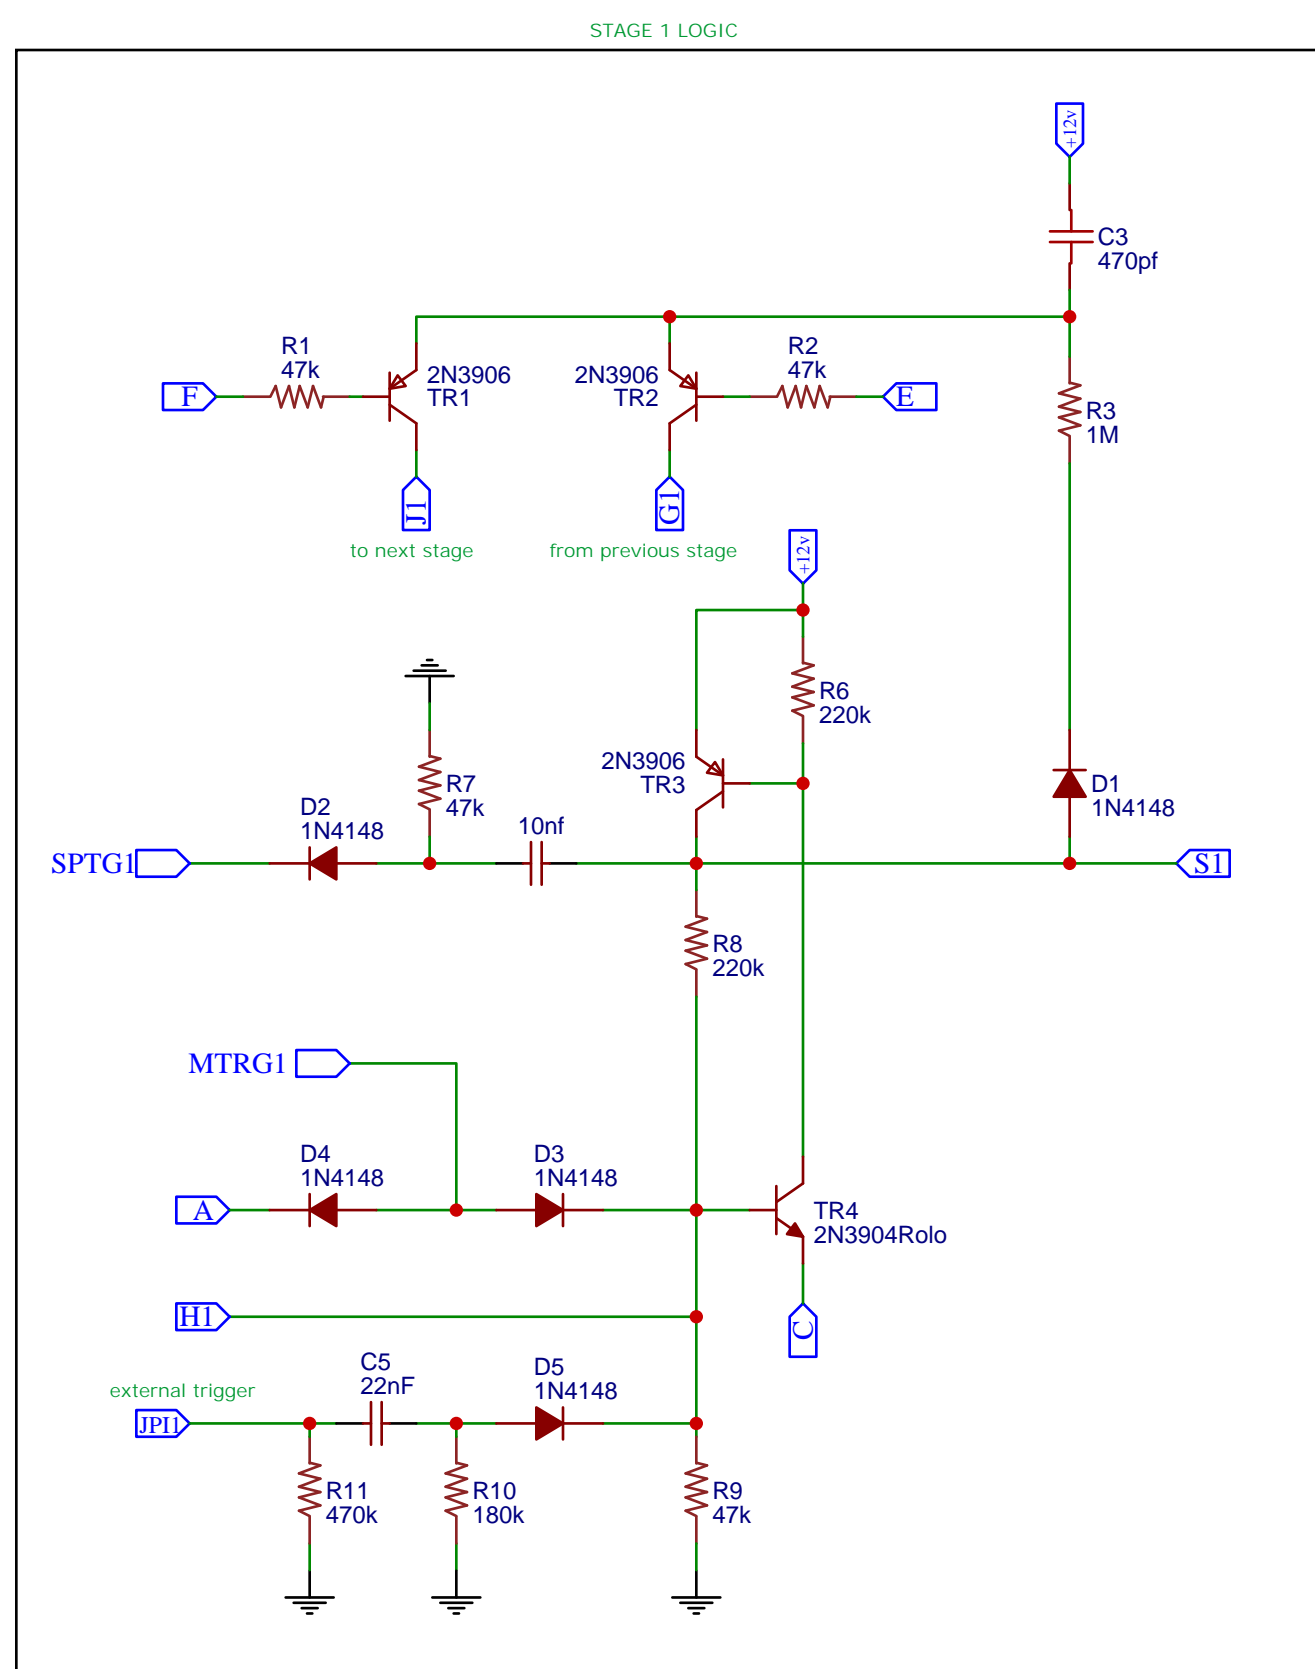 STAGE 1 LOGIC
+12v
C3
470pf
R1
47k
2N3906
TR1
2N3906
TR2
R2
47k
F
E
R3
1M
J1
G1
to next stage
from previous stage
+12v
R6
220k
2N3906
TR3
R7
47k
D1
1N4148
D2
1N4148
10nf
SPTG1
S1
R8
220k
MTRG1
D4
1N4148
D3
1N4148
A
TR4
2N3904Rolo
H1
C
C5
22nF
D5
1N4148
external trigger
JPI1
R11
470k
R10
180k
R9
47k